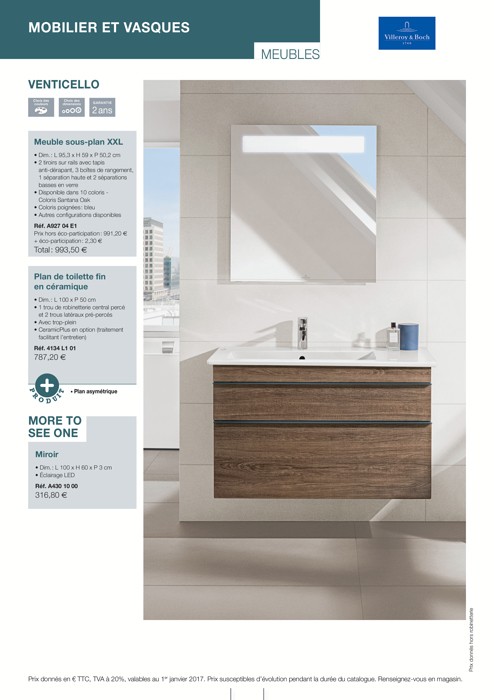 MOBILIER ET VASQUES
MEUBLES
Villeroy & Boch
1748
VENTICELLO
GARANTIE
2 ans
Meuble sous-plan XXL
• Dim. : L 95,3 x H 59 x P 50,2 cm
• 2 tiroirs sur rails avec tapis
anti-dérapant, 3 boîtes de rangement,
1 séparation haute et 2 séparations
basses en verre
• Disponible dans 10 coloris -
Coloris Santana Oak
• Coloris poignées : bleu
• Autres configurations disponibles
Réf. A927 04 E1
Prix hors éco-participation : 991,20 €
+ éco-participation : 2,30 €
Total : 993,50 €
Plan de toilette fin
en céramique
• Dim. : L 100 x P 50 cm
• 1 trou de robinetterie central percé
et 2 trous latéraux pré-percés
• Avec trop-plein
• CeramicPlus en option (traitement
facilitant l'entretien)
Réf. 4134 L1 01
787,20 €
PRODUIT
• Plan asymétrique
MORE TO
SEE ONE
Miroir
• Dim. : L 100 x H 60 x P 3 cm
• Éclairage LED
Réf. A430 10 00
316,80 €
Prix donnés hors robinetterie
Prix donnés en € TTC, TVA à 20%, valables au 1er janvier 2017. Prix susceptibles d'évolution pendant la durée du catalogue. Renseignez-vous en magasin.